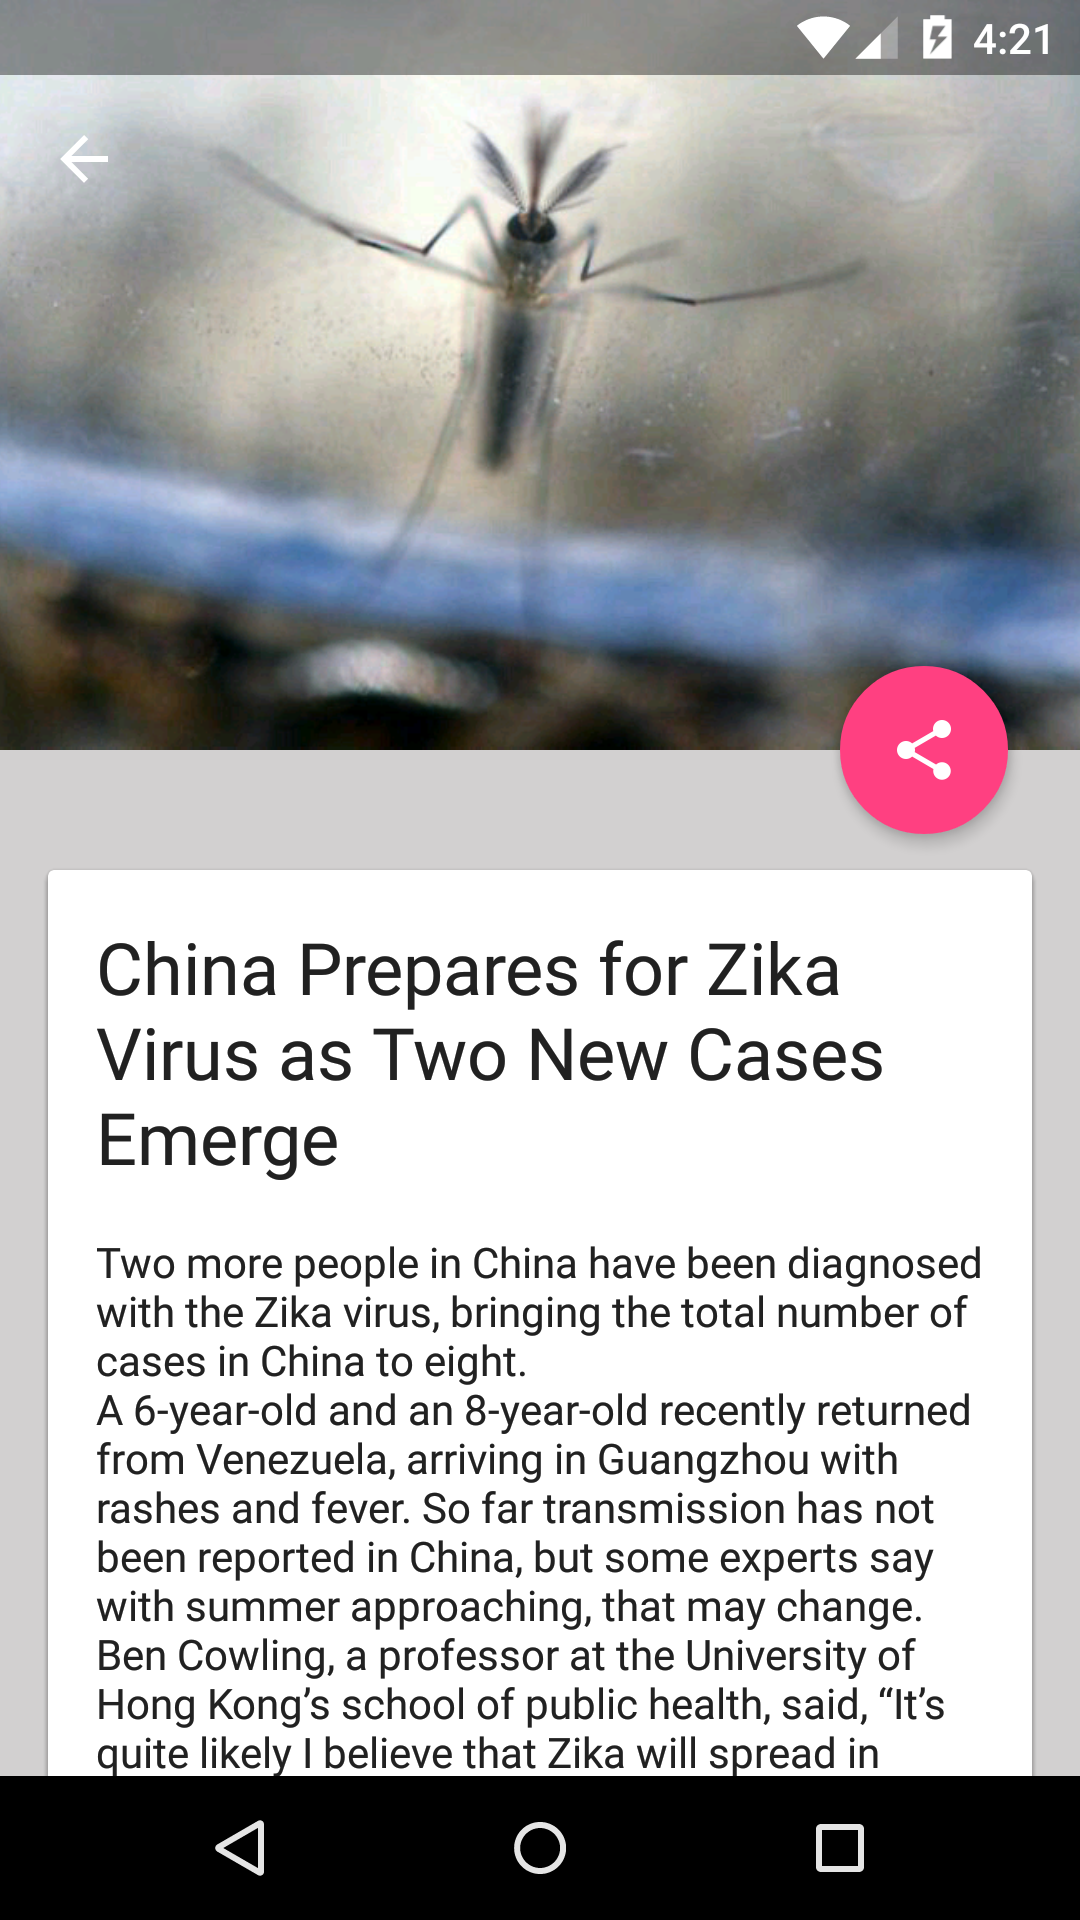 4:21
China Prepares for Zika
Virus as Two New Cases
Emerge
Two more people in China have been diagnosed
with the Zika virus, bringing the total number of
cases in China to eight.
A 6-year-old and an 8-year-old recently returned
from Venezuela, arriving in Guangzhou with
rashes and fever. So far transmission has not
been reported in China, but some experts say
with summer approaching, that may change.
Ben Cowling, a professor at the University of
Hong Kong’s school of public health, said, “It’s
quite likely I believe that Zika will spread in